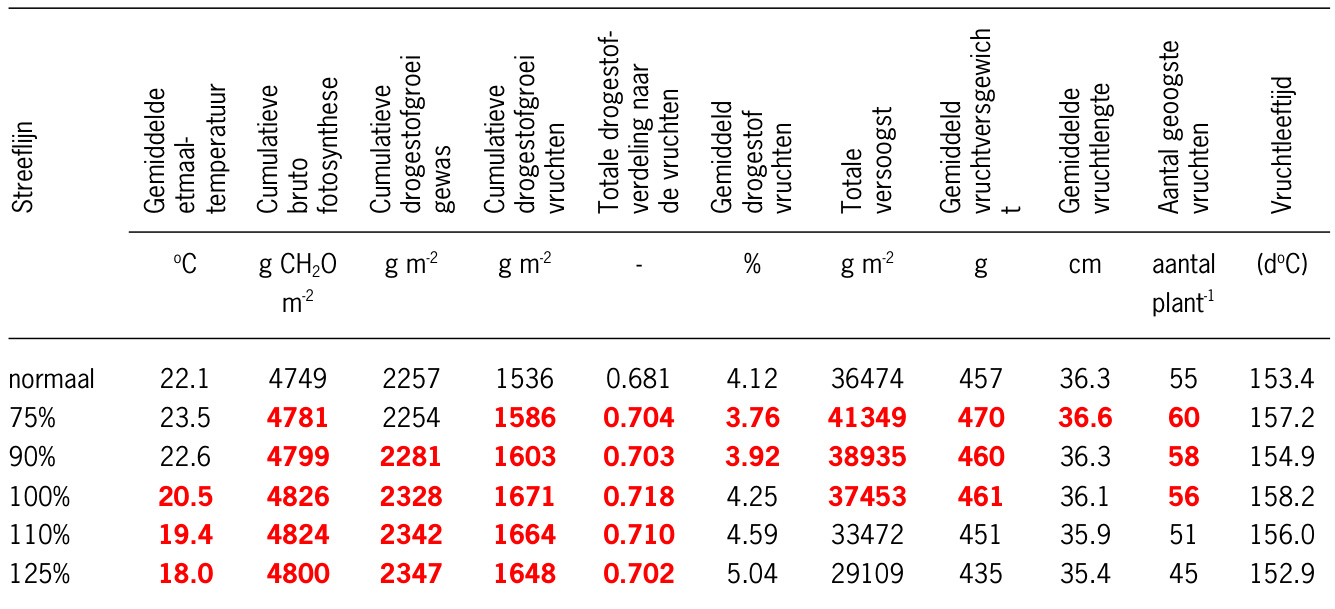 Streeflijn
Gemiddelde
etmaal-
temperatuur
Cumulatieve
bruto
fotosynthese
Cumulatieve
drogestofgroei
gewas
Cumulatieve
drogestofgroei
vruchten
Totale drogestof-
verdeling naar
de vruchten
Gemiddeld
drogestof
vruchten
Totale
versoogst
Gemiddeld
vruchtversgewich
t
Gemiddelde
vruchtlengte
Aantal geoogste
vruchten
Vruchtleeftijd
ºC g CH₂O g m⁻² g m⁻² - % g m⁻² g cm aantal (dºC)
m⁻² plant⁻¹
normaal 22.1 4749 2257 1536 0.681 4.12 36474 457 36.3 55 153.4
75% 23.5 4781 2254 1586 0.704 3.76 41349 470 36.6 60 157.2
90% 22.6 4799 2281 1603 0.703 3.92 38935 460 36.3 58 154.9
100% 20.5 4826 2328 1671 0.718 4.25 37453 461 36.1 56 158.2
110% 19.4 4824 2342 1664 0.710 4.59 33472 451 35.9 51 156.0
125% 18.0 4800 2347 1648 0.702 5.04 29109 435 35.4 45 152.9